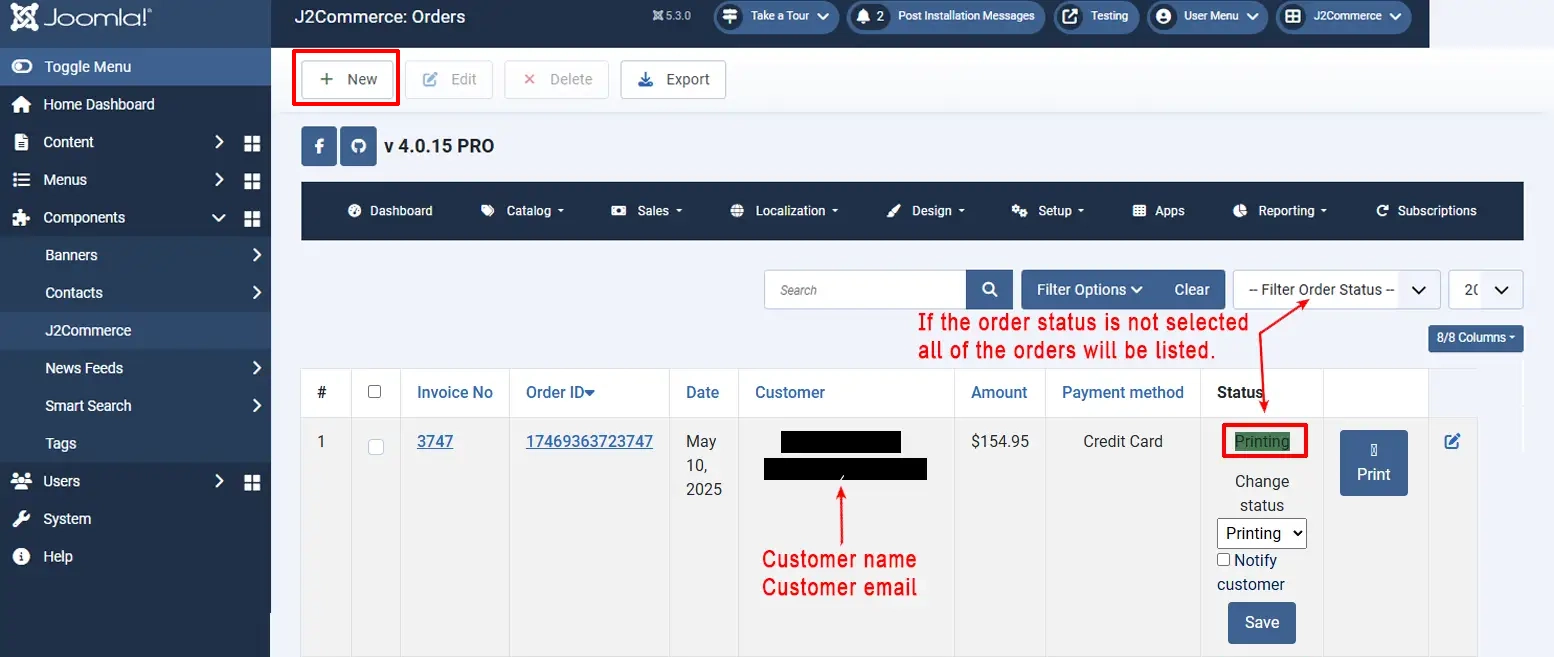 Joomla!®
J2Commerce: Orders
5.3.0
Take a Tour
2 Post Installation Messages
Testing
User Menu
J2Commerce
Toggle Menu
Home Dashboard
Content
Menus
Components
Banners
Contacts
J2Commerce
News Feeds
Smart Search
Tags
Users
System
Help
New
Edit
Delete
Export
v 4.0.15 PRO
Dashboard
Catalog
Sales
Localization
Design
Setup
Apps
Reporting
Subscriptions
Search
Filter Options
Clear
-- Filter Order Status --
20
If the order status is not selected
all of the orders will be listed.
8/8 Columns
# Invoice No Order ID Date Customer Amount Payment method Status
1 3747 17469363723747 May $154.95 Credit Card Printing
10,
2025
Customer name
Customer email
Change
status
Printing
Notify
customer
Save
Print